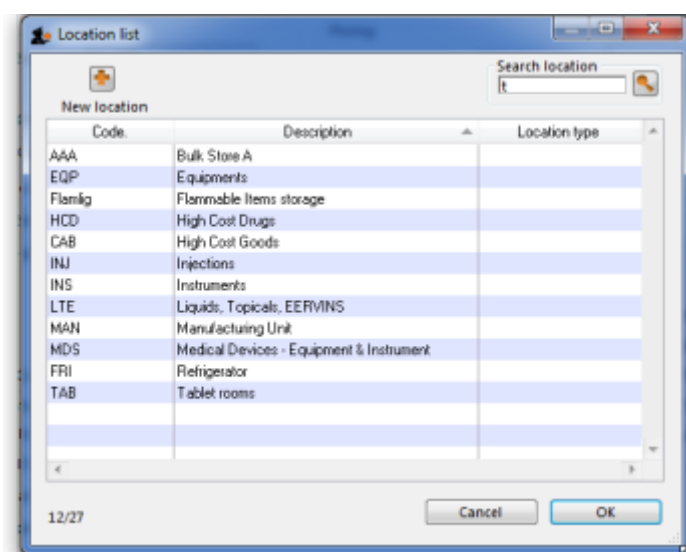 Location list
Search location
t
New location
Code. Description Location type
AAA Bulk Store A
EQP Equipments
Flamlig Flammable Items storage
HCD High Cost Drugs
CAB High Cost Goods
INJ Injections
INS Instruments
LTE Liquids, Topicals, EERVINS
MAN Manufacturing Unit
MDS Medical Devices - Equipment & Instrument
FRI Refrigerator
TAB Tablet rooms
12/27 Cancel OK